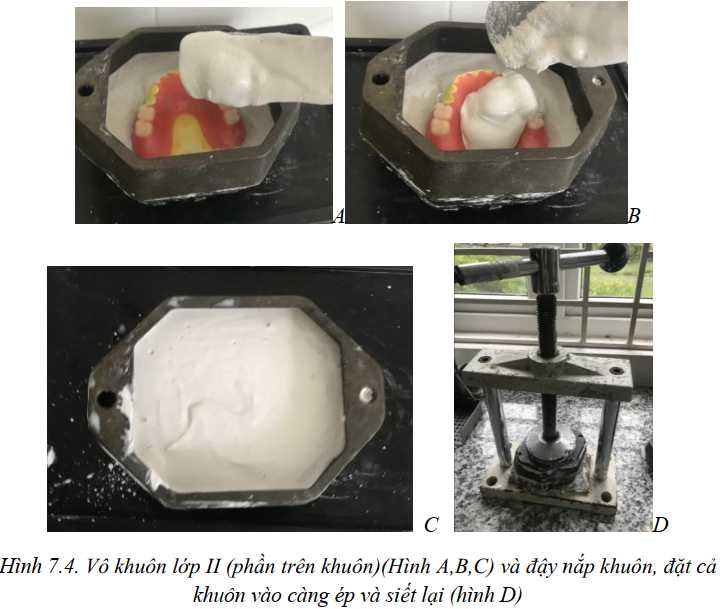 A
B
C
D
Hình 7.4. Vô khuôn lớp II (phần trên khuôn)(Hình A,B,C) và đậy nắp khuôn, đặt cả
khuôn vào càng ép và siết lại (hình D)